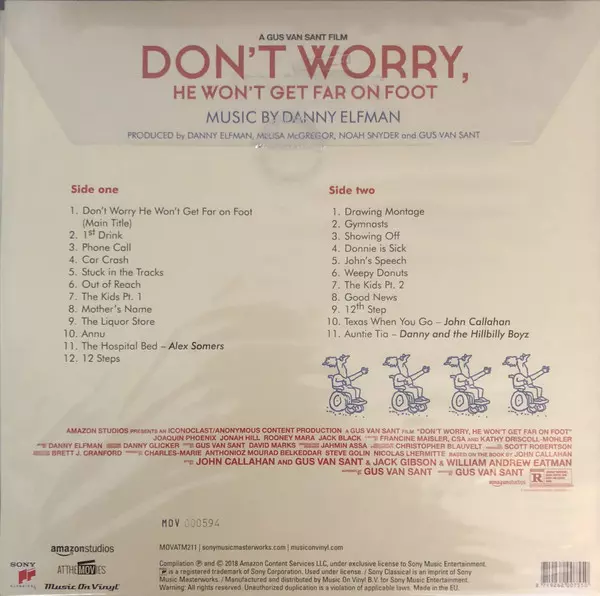 A GUS VAN SANT FILM
DON'T WORRY,
HE WON'T GET FAR ON FOOT
MUSIC BY DANNY ELFMAN
PRODUCED by DANNY ELFMAN, MELISA McGREGOR, NOAH SNYDER and GUS VAN SANT
Side one
1. Don't Worry He Won't Get Far on Foot
(Main Title)
2. 1st Drink
3. Phone Call
4. Car Crash
5. Stuck in the Tracks
6. Out of Reach
7. The Kids Pt. 1
8. Mother's Name
9. The Liquor Store
10. Annu
11. The Hospital Bed – Alex Somers
12. 12 Steps
Side two
1. Drawing Montage
2. Gymnasts
3. Showing Off
4. Donnie is Sick
5. John's Speech
6. Weepy Donuts
7. The Kids Pt. 2
8. Good News
9. 12th Step
10. Texas When You Go – John Callahan
11. Auntie Tia – Danny and the Hillbilly Boyz
AMAZON STUDIOS PRESENTS AN ICONOCLAST/ANONYMOUS CONTENT PRODUCTION A GUS VAN SANT FILM "DON'T WORRY, HE WON'T GET FAR ON FOOT"
JOAQUIN PHOENIX JONAH HILL ROONEY MARA JACK BLACK FRANCINE MAISLER, CSA AND KATHY DRISCOLL-MOHLER
DANNY ELFMAN DANNY GLICKER GUS VAN SANT DAVID MARKS JAHMIN ASSA CHRISTOPHER BLAUVELT SCOTT ROBERTSON
BRETT J. CRANFORD CHARLES-MARIE ANTHONIOZ MOURAD BELKEDDAR STEVE GOLIN NICOLAS LHERMITTE BASED ON THE BOOK BY JOHN CALLAHAN
JOHN CALLAHAN AND GUS VAN SANT & JACK GIBSON & WILLIAM ANDREW EATMAN
GUS VAN SANT GUS VAN SANT
R
amazonstudios
MOV 000594
amazonstudios
SONY
AT THE MOVIES
Music On Vinyl
MOVATM211 | sonymusicmasterworks.com | musiconvinyl.com
Compilation ℗ and © 2018 Amazon Content Services LLC, under exclusive license to Sony Music Entertainment.
is a registered trademark of Sony Corporation. Used under exclusive license. / Sony Classical is an imprint of Sony
Music Masterworks. / Manufactured and distributed by Music On Vinyl B.V. for Sony Music Entertainment.
Warning: All rights reserved. Unauthorized duplication is a violation of applicable laws. Made in the EU.